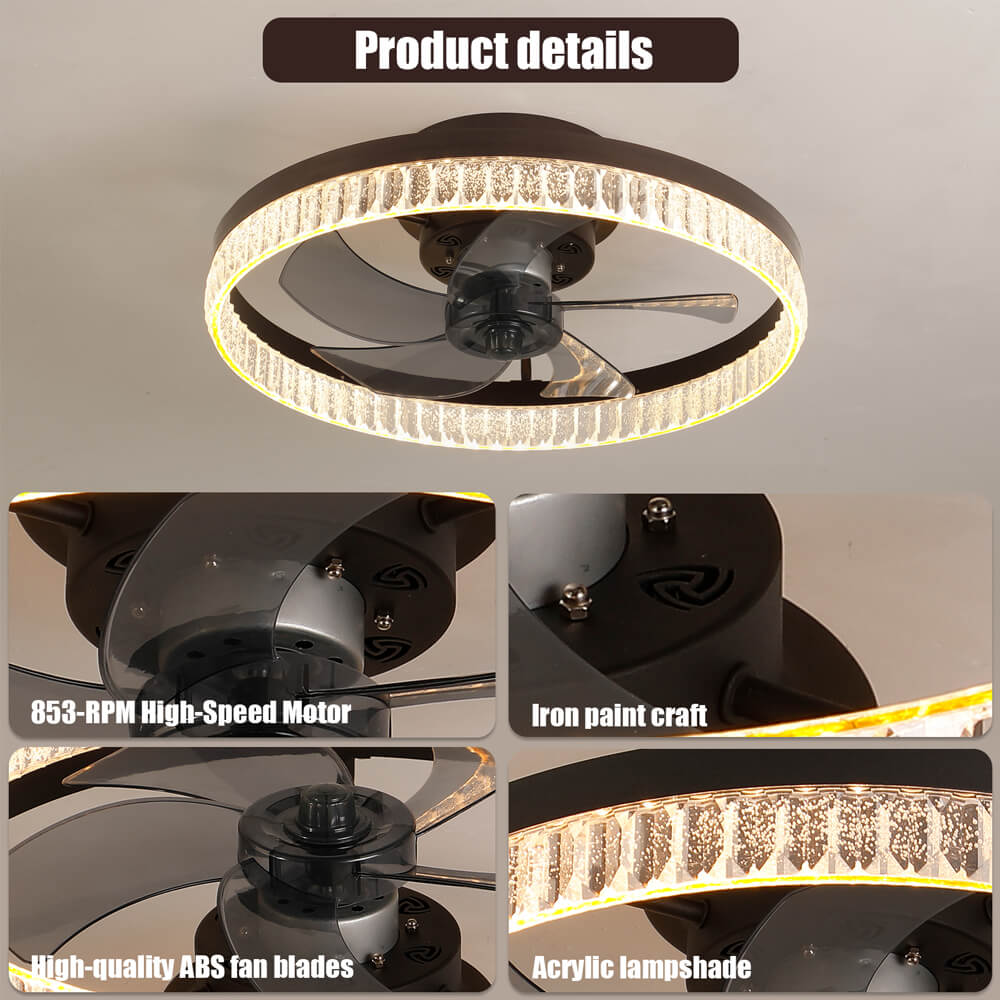 Product details
853-RPM High-Speed Motor
Iron paint craft
High-quality ABS fan blades
Acrylic lampshade